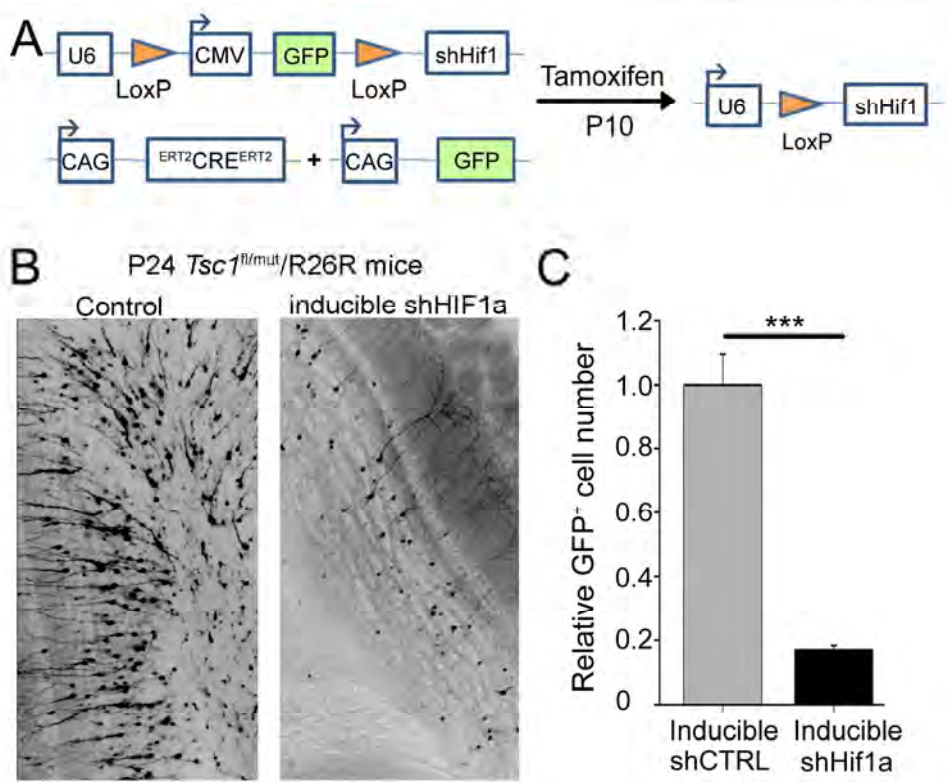 A
U6
CMV
GFP
shHif1
LoxP
LoxP
Tamoxifen
P10
U6
shHif1
LoxP
CAG
ERT2CREERT2
+
CAG
GFP
B
P24 Tsc1fl/mut/R26R mice
Control
inducible shHIF1a
C
Relative GFP+ cell number
1.2
1.0
0.8
0.6
0.4
0.2
0
***
Inducible
shCTRL
Inducible
shHif1a